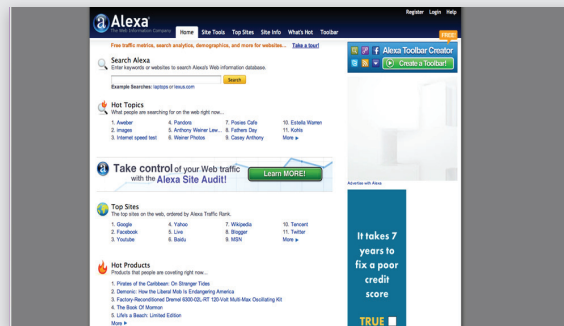 Register Login Help
Alexa
The Web Information Company
Home Site Tools Top Sites Site Info What's Hot Toolbar
Free traffic metrics, search analytics, demographics, and more for websites... Take a tour!
FREE
Alexa Toolbar Creator
Create a Toolbar!
Search Alexa
Enter keywords or websites to search Alexa's Web information database.
Search
Example Searches: laptops or lexus.com
Hot Topics
What people are searching for on the web right now...
1. Aweber 4. Pandora 7. Posies Cafe 10. Estella Warren
2. images 5. Anthony Weiner Law... 8. Fathers Day 11. Kohls
3. Internet speed test 6. Weiner Photos 9. Casey Anthony More
Take control of your Web traffic
with the Alexa Site Audit!
Learn MORE!
Advertise with Alexa
Top Sites
The top sites on the web, ordered by Alexa Traffic Rank.
1. Google 4. Yahoo 7. Wikipedia 10. Tencent
2. Facebook 5. Live 8. Blogger 11. Twitter
3. Youtube 6. Baidu 9. MSN More
Hot Products
Products that people are coveting right now...
1. Pirates of the Caribbean: On Stranger Tides
2. Demonic: How the Liberal Mob Is Endangering America
3. Factory-Reconditioned Dremel 6300-02L-RT 120-Volt Multi-Max Oscillating Kit
4. The Book Of Mormon
5. Life's a Beach: Limited Edition
More
It takes 7
years to
fix a poor
credit
score
TRUE